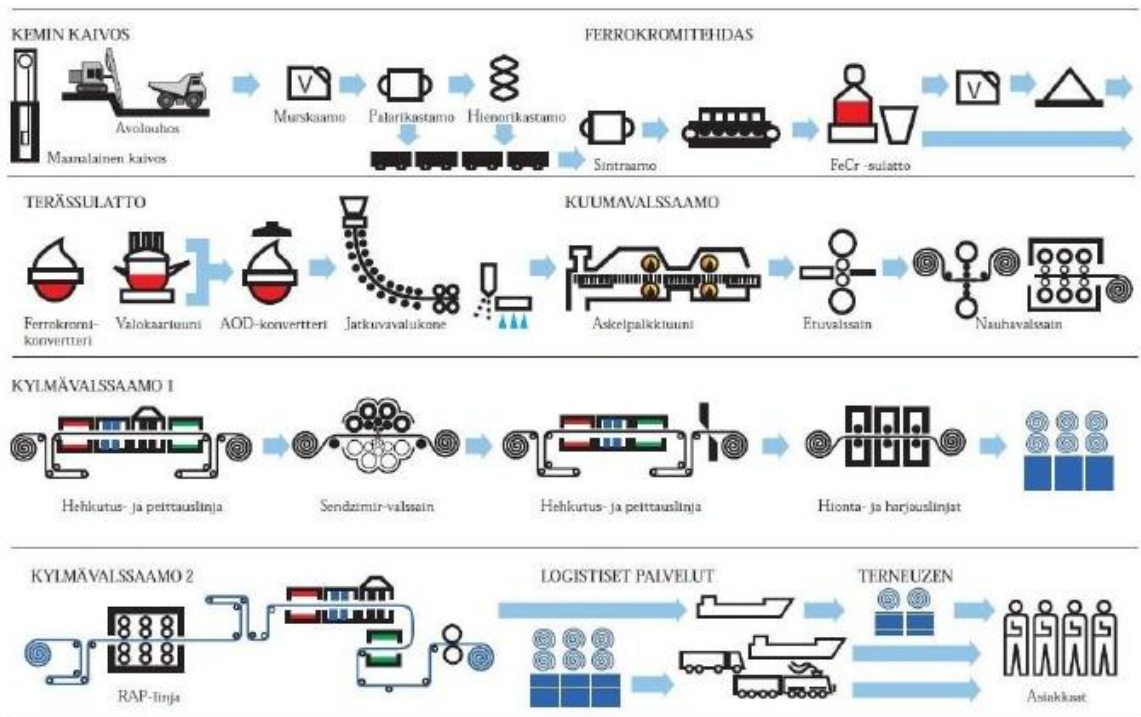 KEMIN KAIVOS
FERROKROMITEHDAS
V
V
Avolouhos
Murskaamo
Palarikastamo
Hienorikastamo
Maanalainen kaivos
Sintraamo
FeCr -sulatto
TERÄSSULATTO
KUUMAVALSSAAMO
Ferrokromi-
konvertteri
Valokaariuuni
AOD-konvertteri
Jatkuvavalukone
Askelpalkkiuuni
Etuvalssain
Nauhavalssain
KYLMÄVALSSAAMO 1
Hehkutus- ja peittauslinja
Sendzimir-valssain
Hehkutus- ja peittauslinja
Hionta- ja harjauslinjat
KYLMÄVALSSAAMO 2
LOGISTISET PALVELUT
TERNEUZEN
RAP-linja
Asiakkaat